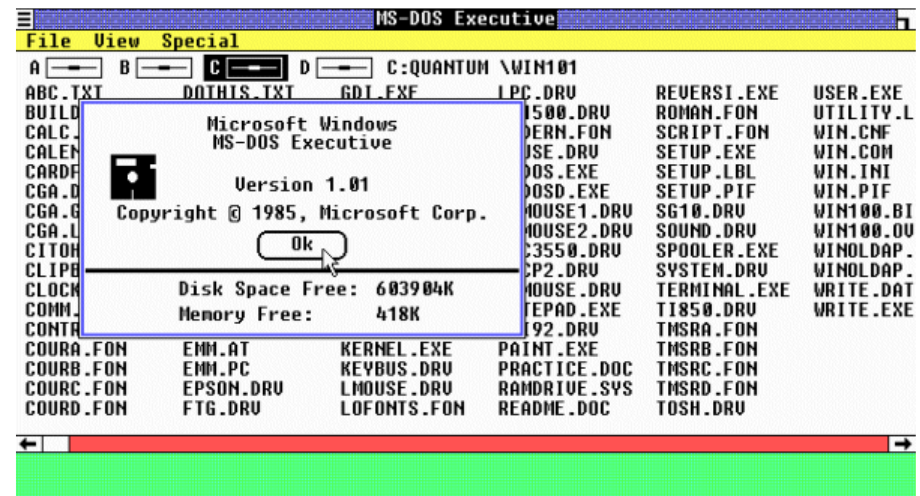 MS-DOS Executive
File View Special
A B C D C:QUANTUM \WIN101
ABC.TXT DOTHIS.TXT GDI.EXE LPC.DRV REVERSI.EXE USER.EXE
BUILD 1500.DRV ROMAN.FON UTILITY.L
CALC. DERN.FON SCRIPT.FON WIN.CNF
CALEN USE.DRV SETUP.EXE WIN.COM
CARDF DOS.EXE SETUP.LBL WIN.INI
CGA.D DOSD.EXE SETUP.PIF WIN.PIF
CGA.G MOUSE1.DRV SG10.DRV WIN100.BI
CGA.L MOUSE2.DRV SOUND.DRV WIN100.OV
CITOH C3550.DRV SPOOLER.EXE WINOLDAP.
CLIPB CP2.DRV SYSTEM.DRV WINOLDAP.
CLOCK MOUSE.DRV TERMINAL.EXE WRITE.DAT
COMM. TEPAD.EXE TI850.DRV WRITE.EXE
CONTR 192.DRV TMSRA.FON
COURA.FON EMM.AT KERNEL.EXE PAINT.EXE TMSRB.FON
COURB.FON EMM.PC KEYBUS.DRV PRACTICE.DOC TMSRC.FON
COURC.FON EPSON.DRV LMOUSE.DRV RAMDRIVE.SYS TMSRD.FON
COURD.FON FTG.DRV LOFONTS.FON README.DOC TOSH.DRV
Microsoft Windows
MS-DOS Executive
Version 1.01
Copyright © 1985, Microsoft Corp.
Ok
Disk Space Free: 603904K
Memory Free: 418K